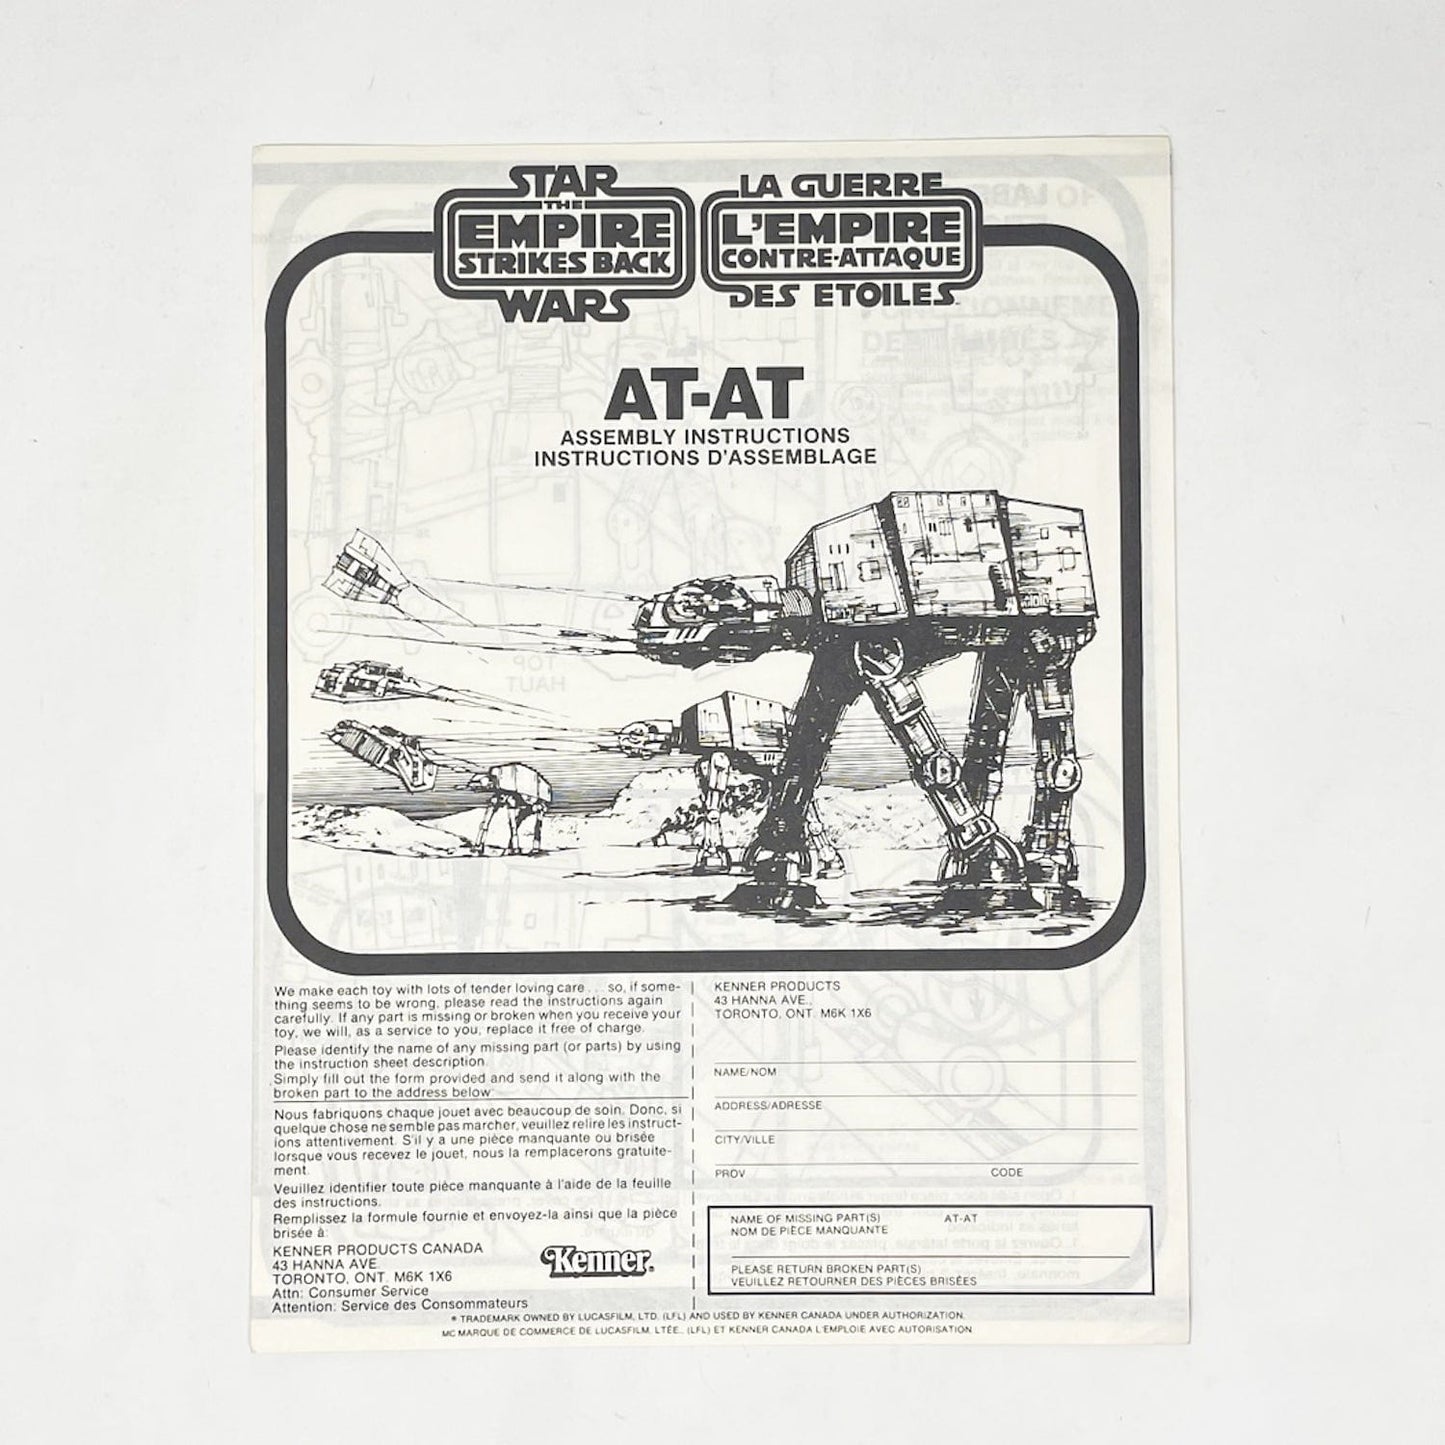 STAR
THE
EMPIRE
STRIKES BACK
WARS
LA GUERRE
L'EMPIRE
CONTRE-ATTAQUE
DES ETOILES
AT-AT
ASSEMBLY INSTRUCTIONS
INSTRUCTIONS D'ASSEMBLAGE
TOP
HAUT
We make each toy with lots of tender loving care . . . so, if some-
thing seems to be wrong, please read the instructions again
carefully. If any part is missing or broken when you receive your
toy, we will, as a service to you, replace it free of charge.
Please identify the name of any missing part (or parts) by using
the instruction sheet description.
Simply fill out the form provided and send it along with the
broken part to the address below
Nous fabriquons chaque jouet avec beaucoup de soin. Donc, si
quelque chose ne semble pas marcher, veuillez relire les instruct-
ions attentivement. S'il y a une pièce manquante ou brisée
lorsque vous recevez le jouet, nous la remplacerons gratuite-
ment.
Veuillez identifier toute pièce manquante à l'aide de la feuille
des instructions.
Remplissez la formule fournie et envoyez-la ainsi que la pièce
brisée à:
KENNER PRODUCTS CANADA
43 HANNA AVE.
TORONTO, ONT. M6K 1X6
Attn: Consumer Service
Attention: Service des Consommateurs
Kenner
KENNER PRODUCTS
43 HANNA AVE.,
TORONTO, ONT. M6K 1X6
NAME/NOM
ADDRESS/ADRESSE
CITY/VILLE
PROV CODE
NAME OF MISSING PART(S) AT-AT
NOM DE PIÈCE MANQUANTE
PLEASE RETURN BROKEN PART(S)
VEUILLEZ RETOURNER DES PIÈCES BRISÉES
® TRADEMARK OWNED BY LUCASFILM, LTD. (LFL) AND USED BY KENNER CANADA UNDER AUTHORIZATION.
MC MARQUE DE COMMERCE DE LUCASFILM, LTÉE., (LFL) ET KENNER CANADA L'EMPLOIE AVEC AUTORISATION